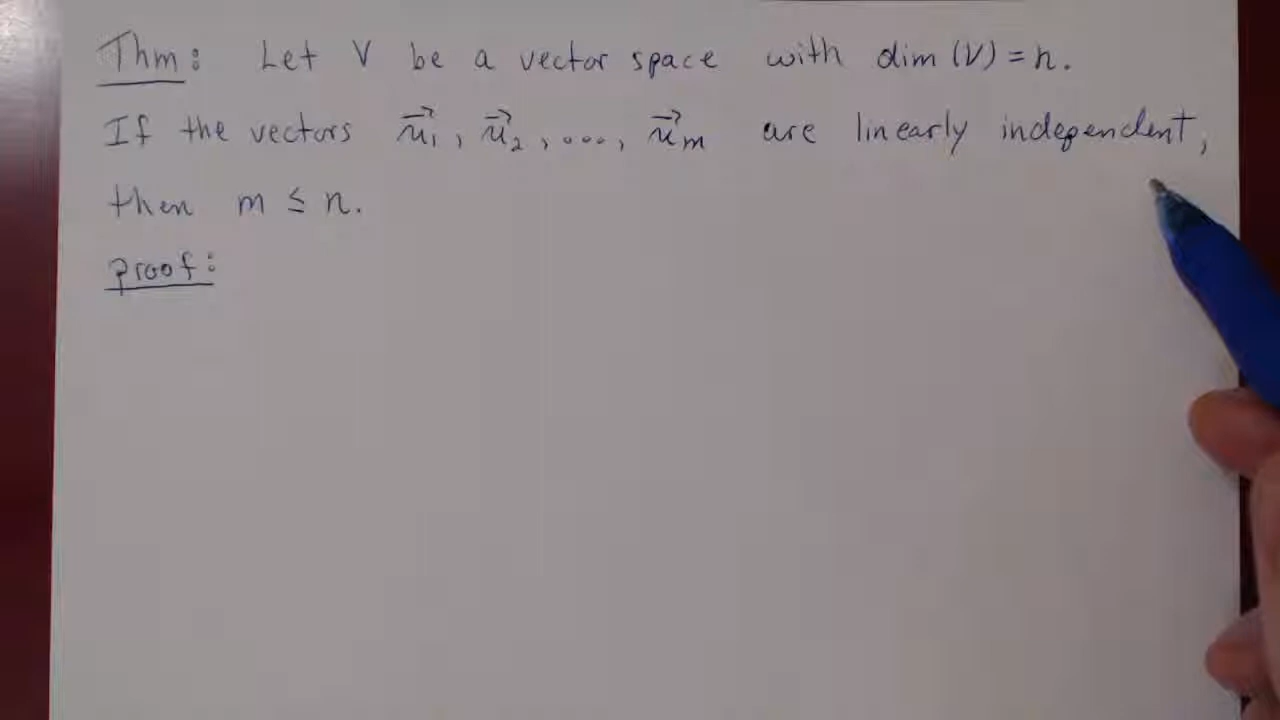 Thm: Let V be a vector space with dim(V) = n.
If the vectors u⃗₁, u⃗₂, ..., u⃗ₘ are linearly independent,
then m ≤ n.
proof: